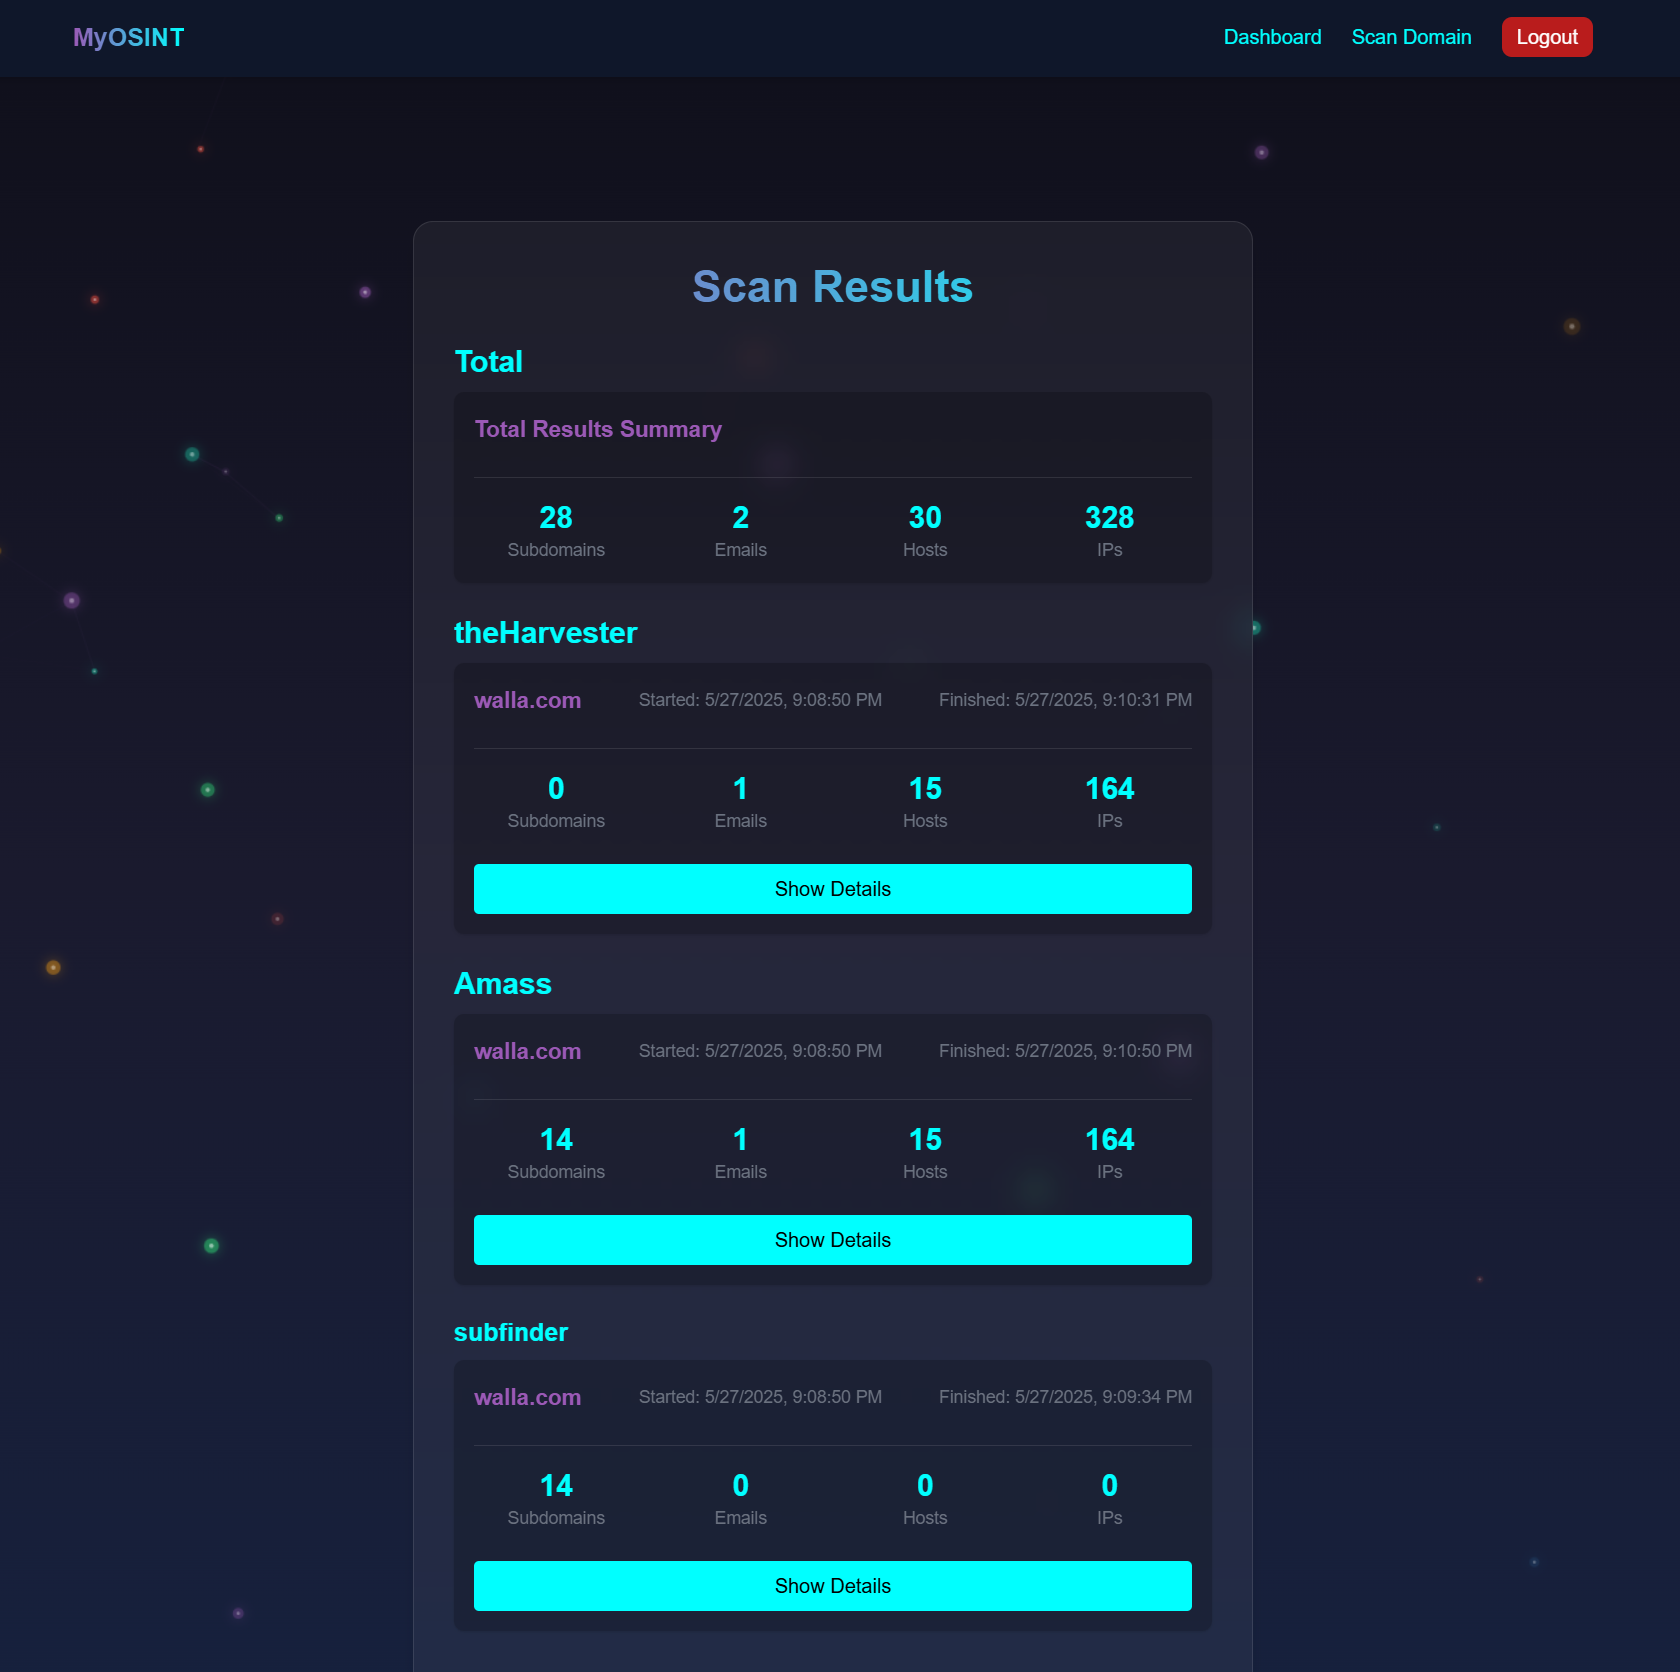 MyOSINT Dashboard Scan Domain Logout
Scan Results
Total
Total Results Summary
28 2 30 328
Subdomains Emails Hosts IPs
theHarvester
walla.com Started: 5/27/2025, 9:08:50 PM Finished: 5/27/2025, 9:10:31 PM
0 1 15 164
Subdomains Emails Hosts IPs
Show Details
Amass
walla.com Started: 5/27/2025, 9:08:50 PM Finished: 5/27/2025, 9:10:50 PM
14 1 15 164
Subdomains Emails Hosts IPs
Show Details
subfinder
walla.com Started: 5/27/2025, 9:08:50 PM Finished: 5/27/2025, 9:09:34 PM
14 0 0 0
Subdomains Emails Hosts IPs
Show Details